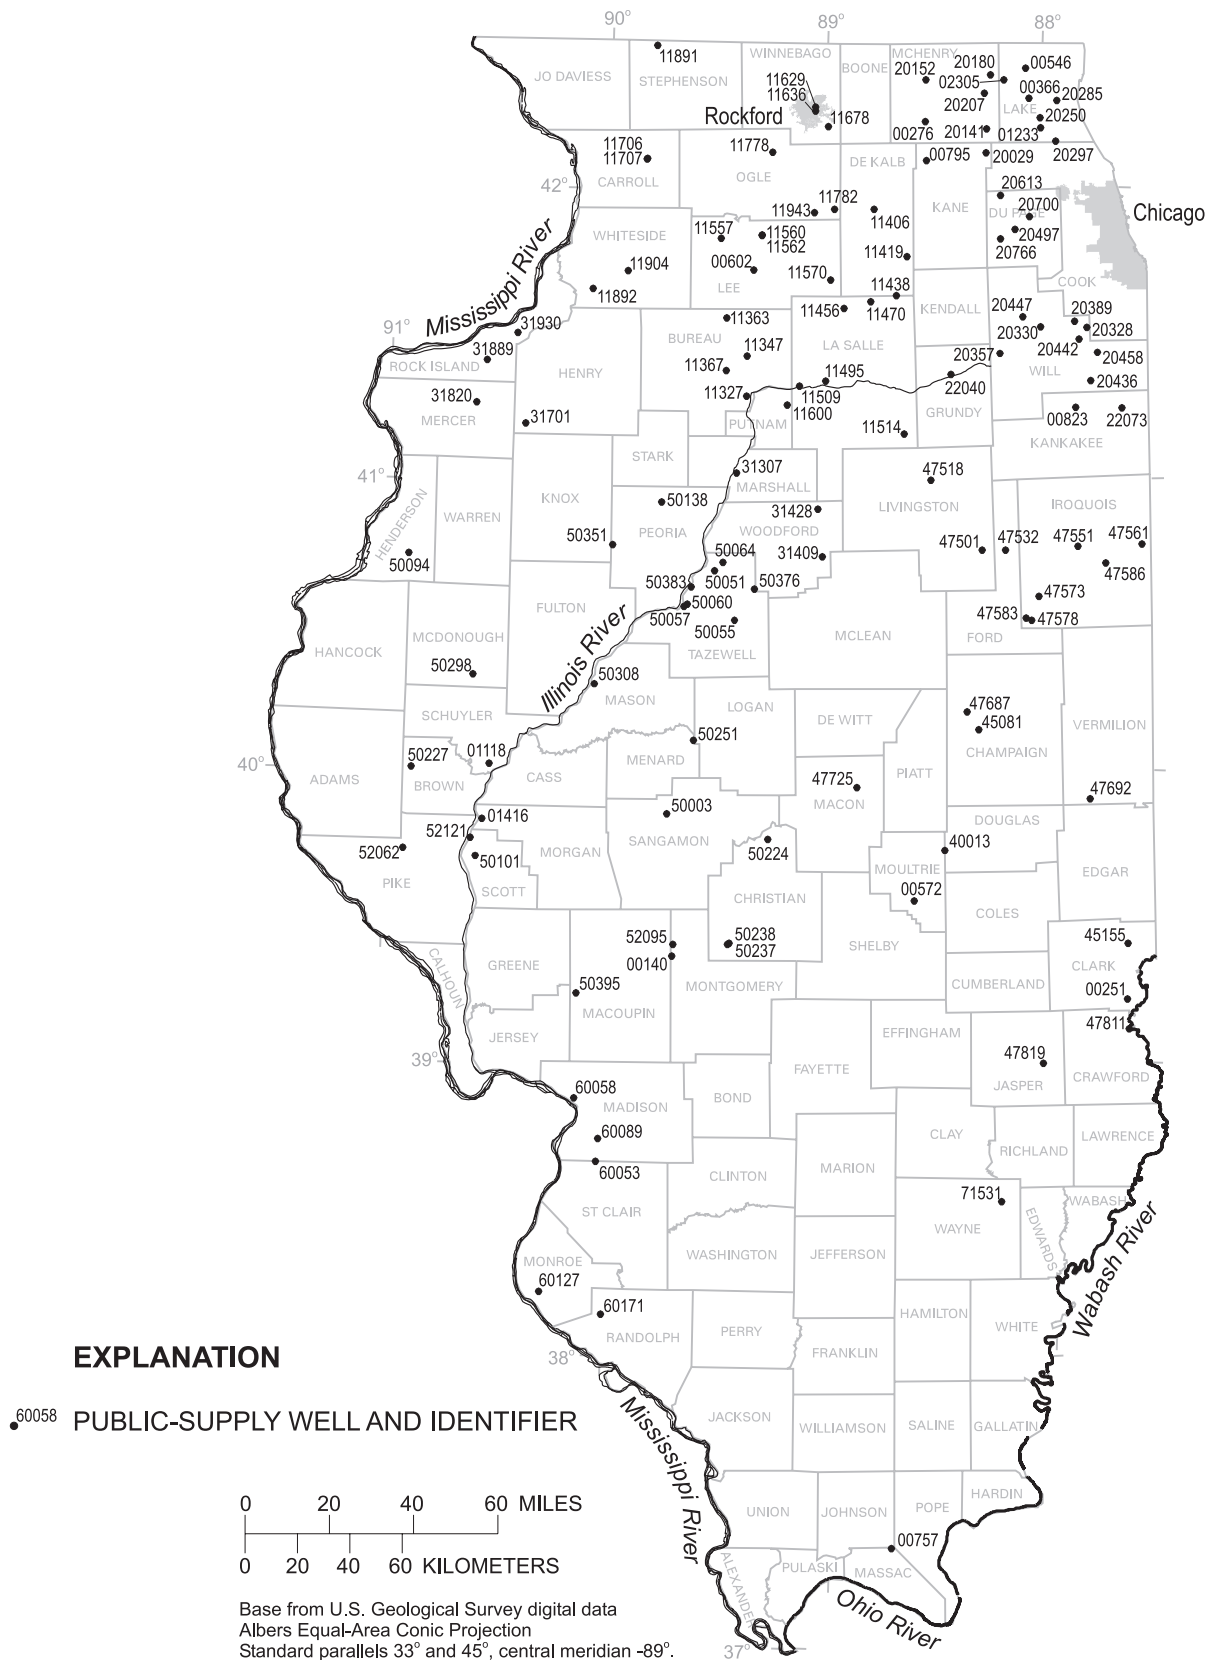 90°
89°
88°
11891
WINNEBAGO
MCHENRY
20180
00546
JO DAVIESS
STEPHENSON
BOONE
20152
02305
11629
11636
00366
20285
20207
LAKE
Rockford
11678
20250
00276
20141
01233
11706
11707
11778
DE KALB
00795
20029
20297
OGLE
42°
CARROLL
20613
11782
KANE
20700
DU PAGE
Chicago
11943
11406
WHITESIDE
11557
11560
11562
20497
11419
20766
11904
00602
11570
COOK
LEE
11892
11438
KENDALL
20447
20389
11456
11470
Mississippi River
91°
31930
11363
20330
20328
BUREAU
LA SALLE
31889
11347
20357
20442
20458
ROCK ISLAND
HENRY
11367
WILL
11495
22040
20436
31820
11327
11509
11600
GRUNDY
00823
22073
MERCER
31701
PUTNAM
11514
KANKAKEE
STARK
41°
31307
47518
MARSHALL
KNOX
50138
LIVINGSTON
IROQUOIS
31428
WARREN
PEORIA
WOODFORD
HENDERSON
50351
50064
31409
47501
47532
47551
47561
50094
50383
50051
50376
47586
FULTON
50060
47573
50057
47583
47578
50055
MCLEAN
FORD
HANCOCK
MCDONOUGH
TAZEWELL
50298
Illinois River
50308
MASON
LOGAN
47687
SCHUYLER
DE WITT
45081
VERMILION
50251
CHAMPAIGN
50227
01118
MENARD
PIATT
40°
ADAMS
BROWN
CASS
47725
47692
MACON
50003
01416
DOUGLAS
52121
SANGAMON
50224
40013
52062
50101
MORGAN
MOULTRIE
EDGAR
PIKE
SCOTT
CHRISTIAN
00572
COLES
52095
50238
50237
SHELBY
45155
CALHOUN
GREENE
00140
CLARK
50395
MONTGOMERY
CUMBERLAND
00251
MACOUPIN
47811
JERSEY
EFFINGHAM
39°
47819
FAYETTE
JASPER
CRAWFORD
60058
MADISON
BOND
60089
CLAY
LAWRENCE
RICHLAND
60053
CLINTON
MARION
71531
WABASH
ST CLAIR
WAYNE
EDWARDS
WASHINGTON
JEFFERSON
Wabash River
MONROE
60127
60171
HAMILTON
WHITE
RANDOLPH
PERRY
38°
FRANKLIN
EXPLANATION
60058 PUBLIC-SUPPLY WELL AND IDENTIFIER
JACKSON
WILLIAMSON
SALINE
GALLATIN
Mississippi River
HARDIN
0 20 40 60 MILES
UNION
JOHNSON
POPE
00757
0 20 40 60 KILOMETERS
ALEXANDER
PULASKI
MASSAC
Ohio River
Base from U.S. Geological Survey digital data
Albers Equal-Area Conic Projection
Standard parallels 33° and 45°, central meridian -89°.
37°